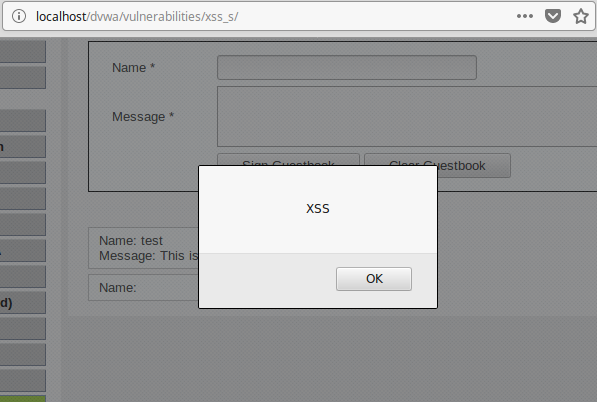 localhost/dvwa/vulnerabilities/xss_s/
Name *
Message *
Sign Guestbook
Clear Guestbook
XSS
Name: test
Message: This is
OK
Name:
n
.
d)